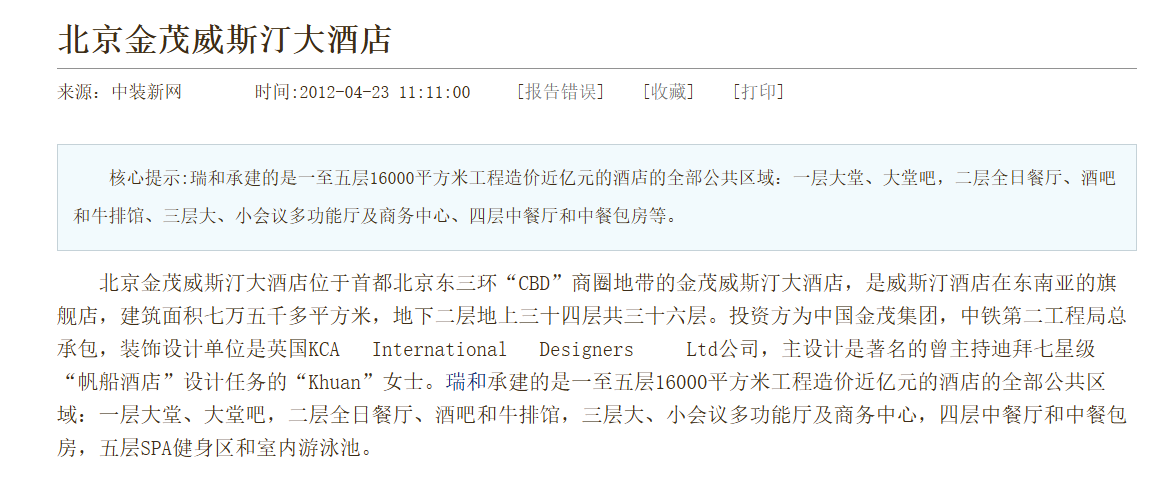 北京金茂威斯汀大酒店
来源：中装新网 时间:2012-04-23 11:11:00 [报告错误] [收藏] [打印]
核心提示:瑞和承建的是一至五层16000平方米工程造价近亿元的酒店的全部公共区域：一层大堂、大堂吧，二层全日餐厅、酒吧
和牛排馆、三层大、小会议多功能厅及商务中心、四层中餐厅和中餐包房等。
北京金茂威斯汀大酒店位于首都北京东三环“CBD”商圈地带的金茂威斯汀大酒店，是威斯汀酒店在东南亚的旗
舰店，建筑面积七万五千多平方米，地下二层地上三十四层共三十六层。投资方为中国金茂集团，中铁第二工程局总
承包，装饰设计单位是英国KCA International Designers Ltd公司，主设计是著名的曾主持迪拜七星级
“帆船酒店”设计任务的“Khuan”女士。瑞和承建的是一至五层16000平方米工程造价近亿元的酒店的全部公共区
域：一层大堂、大堂吧，二层全日餐厅、酒吧和牛排馆，三层大、小会议多功能厅及商务中心，四层中餐厅和中餐包
房，五层SPA健身区和室内游泳池。